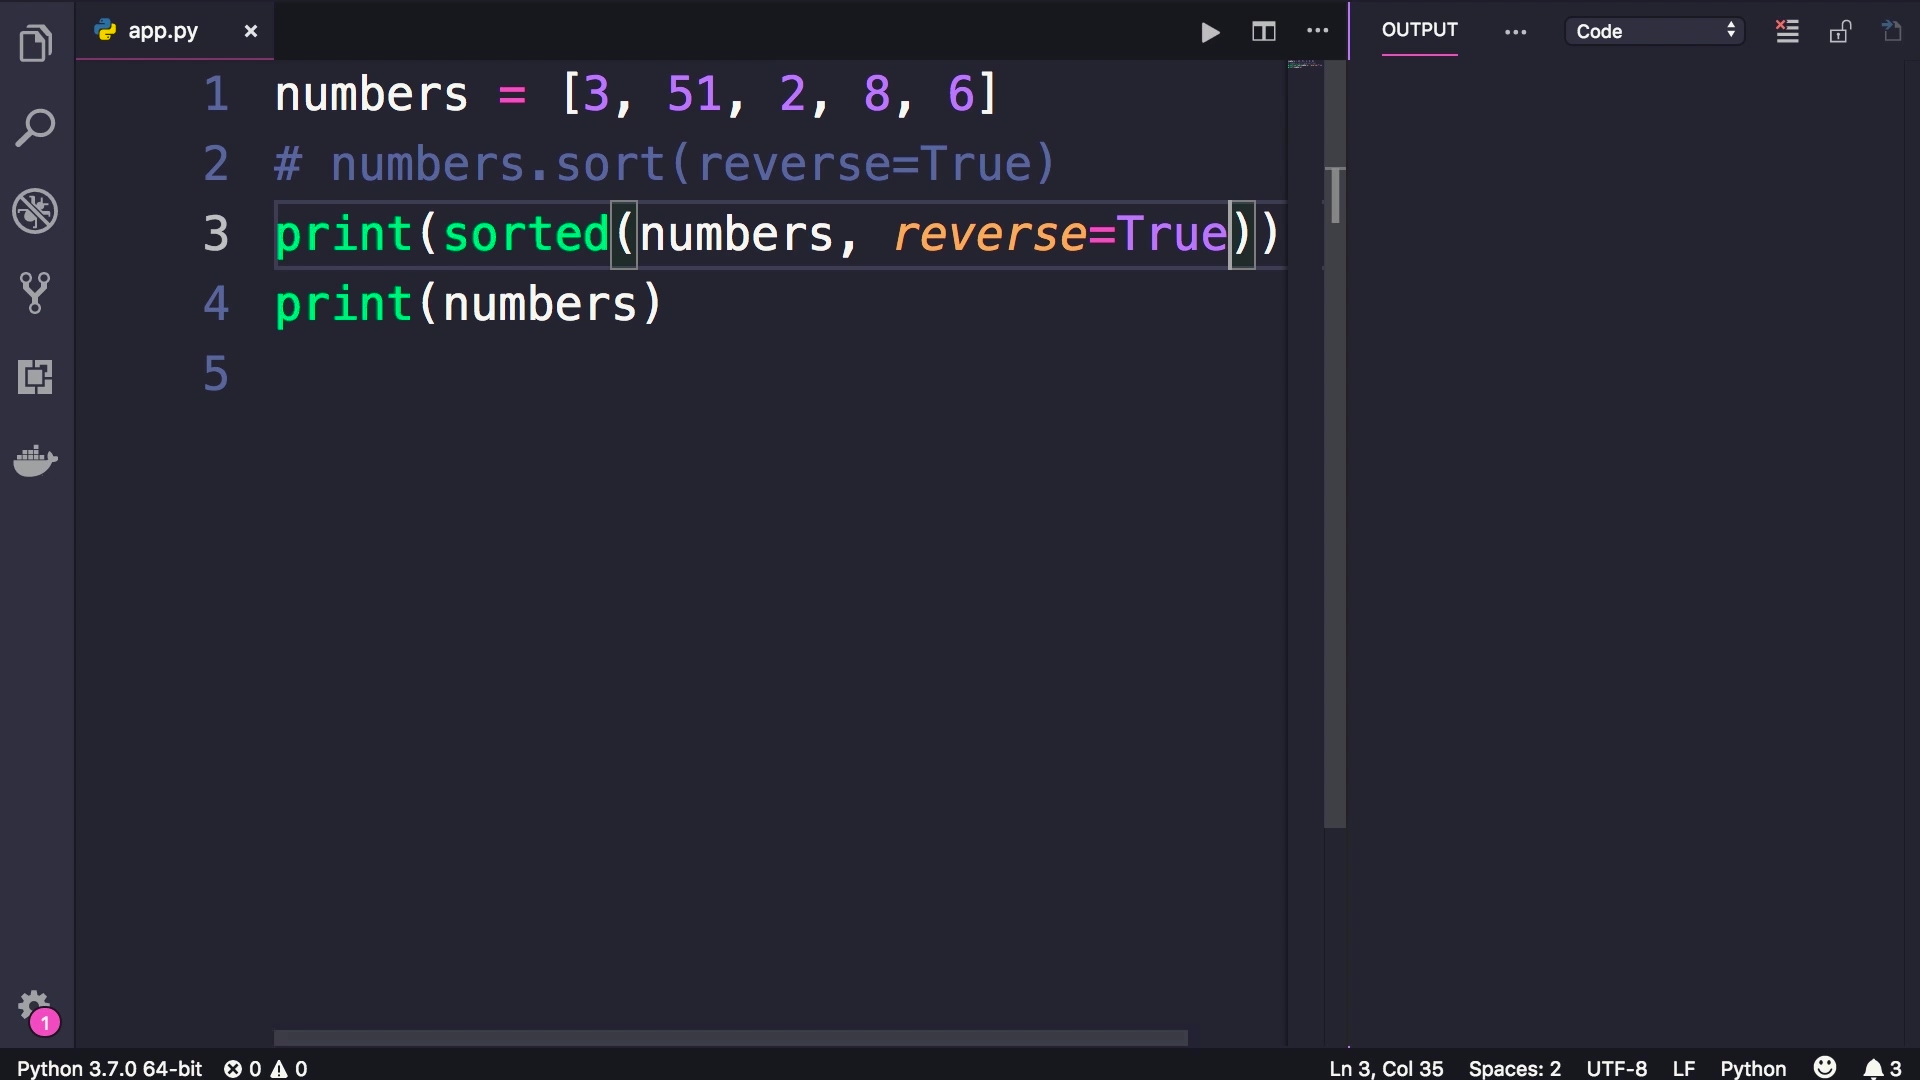 app.py
OUTPUT
Code
1 numbers = [3, 51, 2, 8, 6]
2 # numbers.sort(reverse=True)
3 print(sorted(numbers, reverse=True))
4 print(numbers)
5
1
Python 3.7.0 64-bit 0 0 Ln 3, Col 35 Spaces: 2 UTF-8 LF Python 3